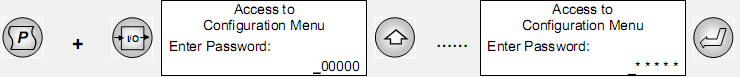 P
+
I/O
Access to
Configuration Menu
Enter Password:
_00000
......
Access to
Configuration Menu
Enter Password:
_*****